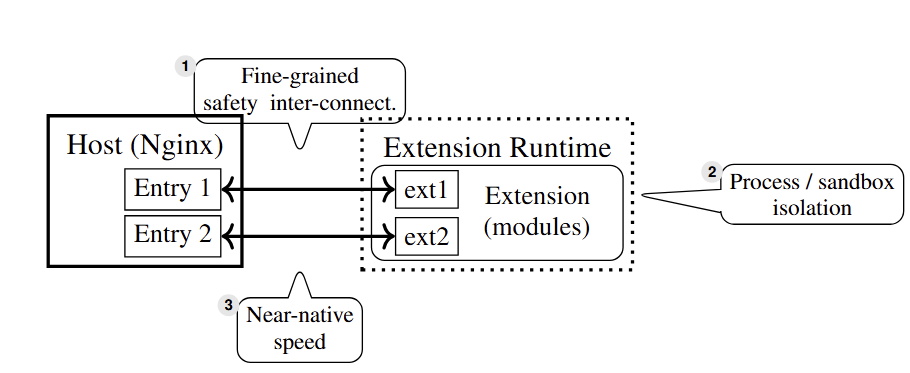 1
Fine-grained
safety inter-connect.
Host (Nginx)
Entry 1
Entry 2
Extension Runtime
ext1
ext2
Extension
(modules)
2
Process / sandbox
isolation
3
Near-native
speed